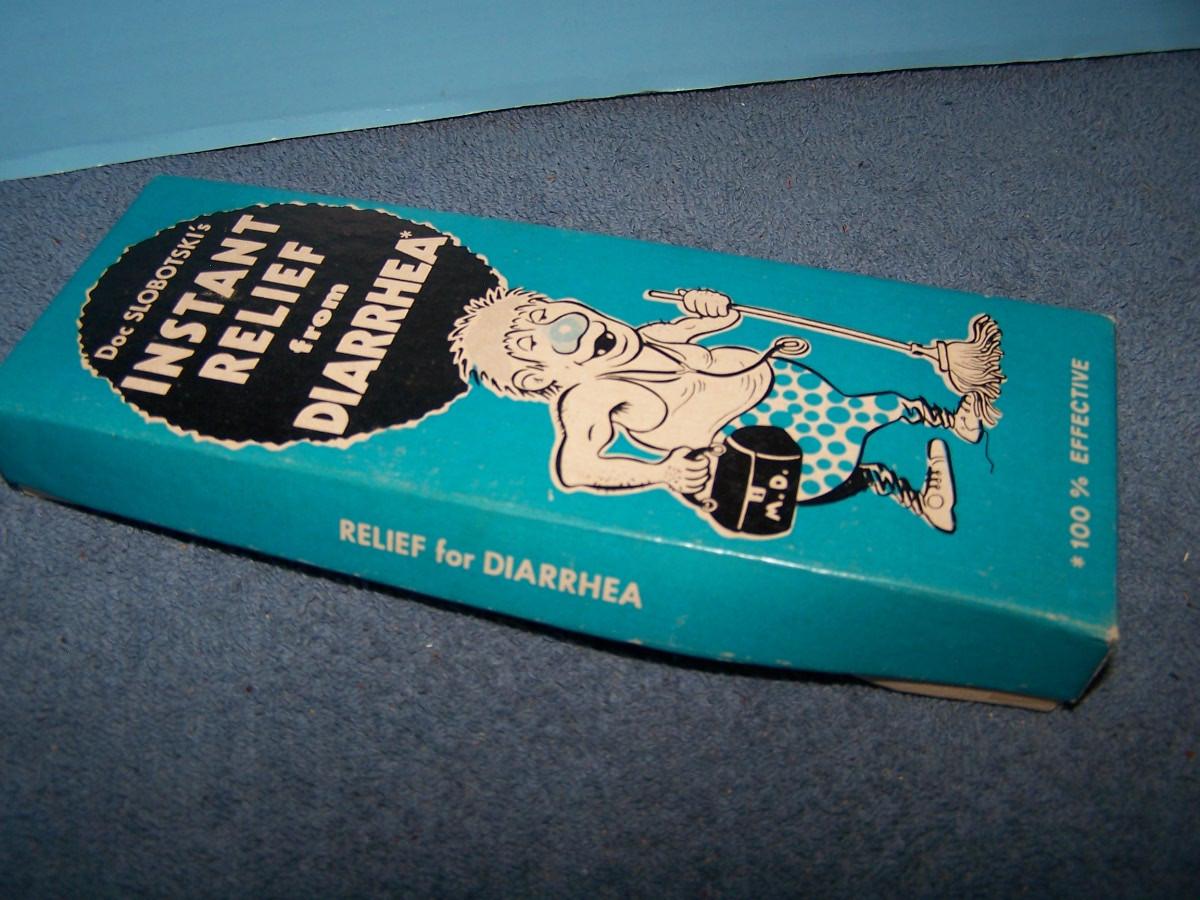 Doc SLOBOTSKI's
INSTANT
RELIEF
from
DIARRHEA*
M.D.
* 100 % EFFECTIVE
RELIEF for DIARRHEA